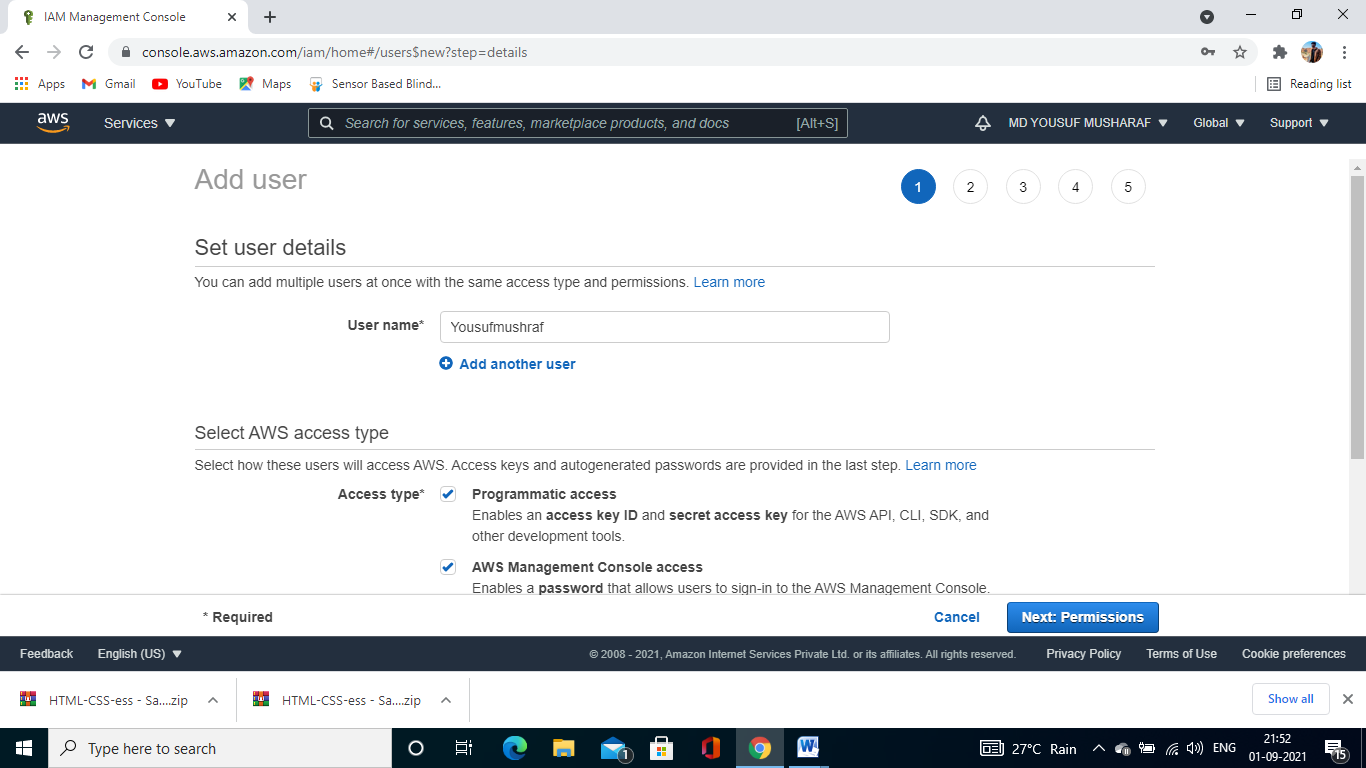 IAM Management Console
console.aws.amazon.com/iam/home#/users$new?step=details
Apps Gmail YouTube Maps Sensor Based Blind... Reading list
aws Services Search for services, features, marketplace products, and docs [Alt+S] MD YOUSUF MUSHARAF Global Support
Add user 1 2 3 4 5
Set user details
You can add multiple users at once with the same access type and permissions. Learn more
User name* Yousufmushraf
Add another user
Select AWS access type
Select how these users will access AWS. Access keys and autogenerated passwords are provided in the last step. Learn more
Access type* Programmatic access
Enables an access key ID and secret access key for the AWS API, CLI, SDK, and
other development tools.
AWS Management Console access
Enables a password that allows users to sign-in to the AWS Management Console.
* Required Cancel Next: Permissions
Feedback English (US) © 2008 - 2021, Amazon Internet Services Private Ltd. or its affiliates. All rights reserved. Privacy Policy Terms of Use Cookie preferences
HTML-CSS-ess - Sa....zip HTML-CSS-ess - Sa....zip Show all
Type here to search 1 27°C Rain ENG 21:52
01-09-2021 15